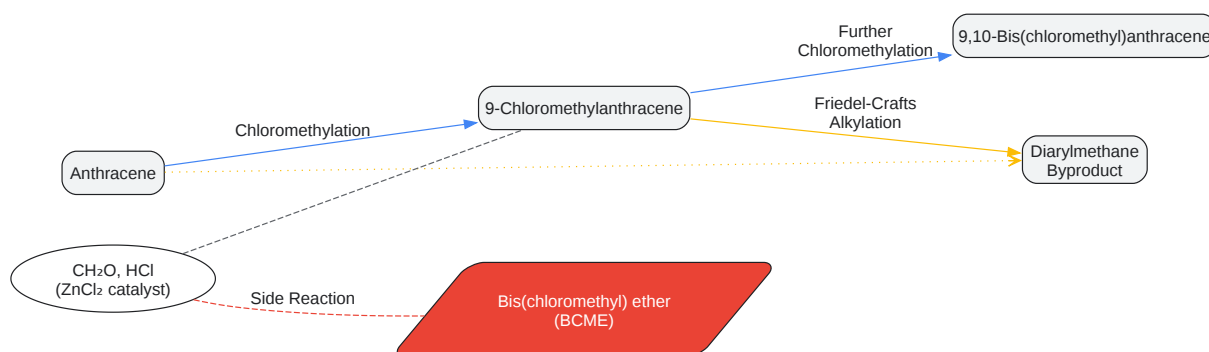 Further
Chloromethylation
9,10-Bis(chloromethyl)anthracene
9-Chloromethylanthracene
Friedel-Crafts
Alkylation
Chloromethylation
Diarylmethane
Byproduct
Anthracene
CH₂O, HCl
(ZnCl₂ catalyst)
Side Reaction
Bis(chloromethyl) ether
(BCME)